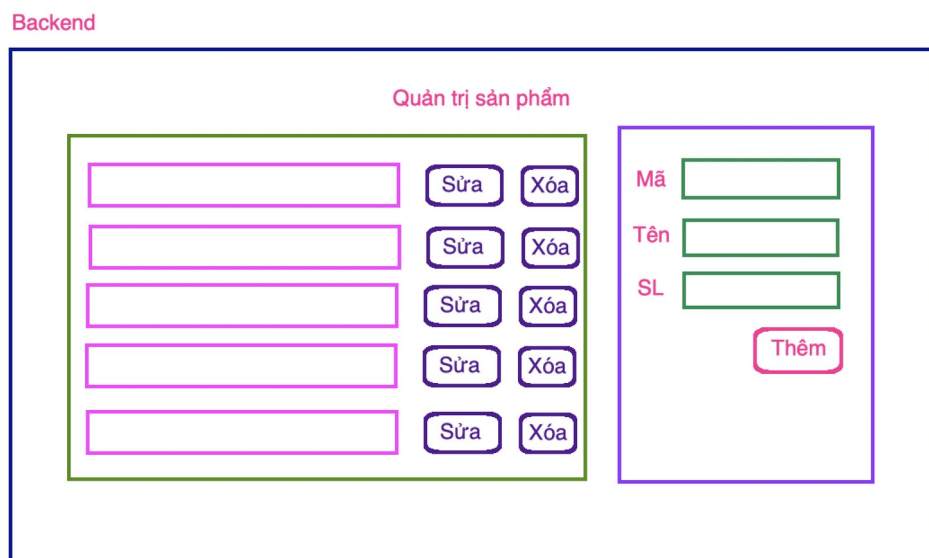 Backend
Quản trị sản phẩm
Sửa Xóa
Sửa Xóa
Sửa Xóa
Sửa Xóa
Sửa Xóa
Mã
Tên
SL
Thêm